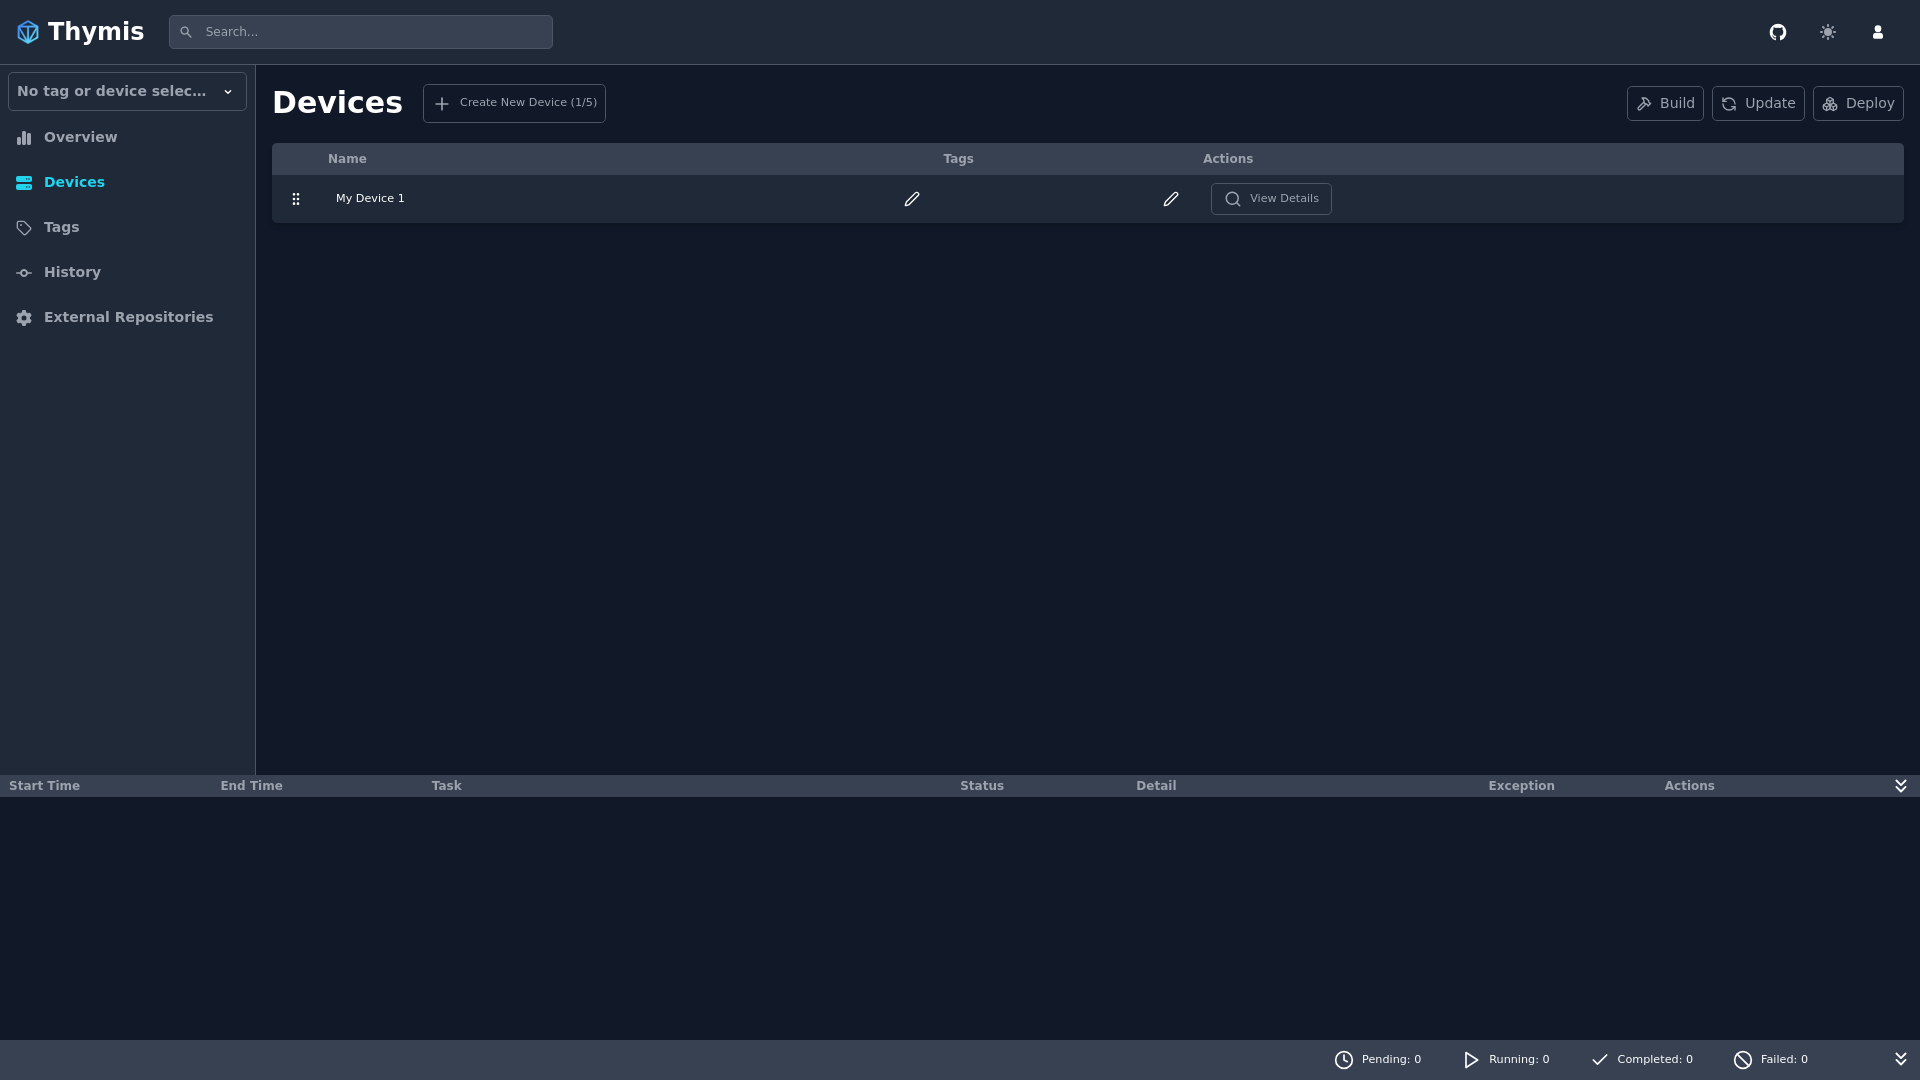 Thymis
Search...
No tag or device selec...
Overview
Devices
Tags
History
External Repositories
Devices
Create New Device (1/5)
Build
Update
Deploy
Name
Tags
Actions
My Device 1
View Details
Start Time
End Time
Task
Status
Detail
Exception
Actions
Pending: 0
Running: 0
Completed: 0
Failed: 0